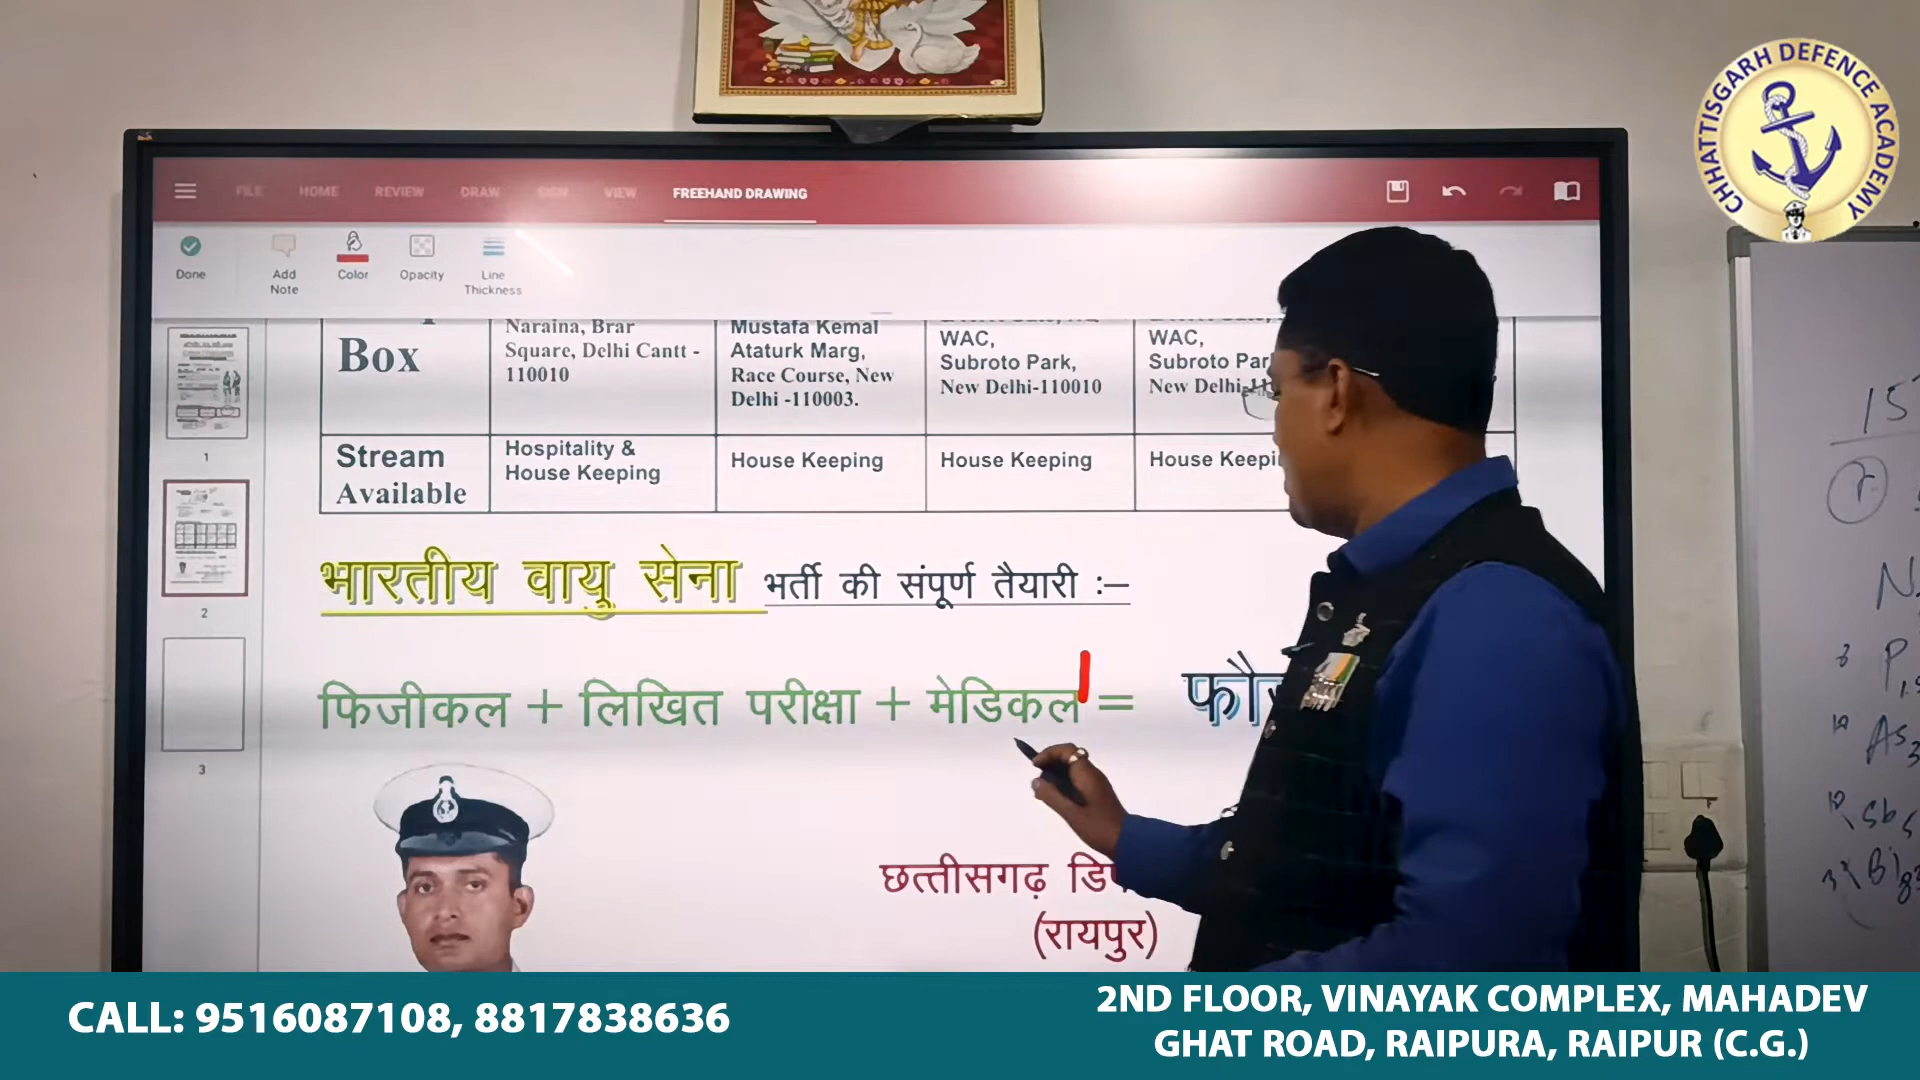 CHHATTISGARH DEFENCE ACADEMY
FILE HOME REVIEW DRAW SIGN VIEW FREEHAND DRAWING
Done
Add Note
Color
Opacity
Line Thickness
Box
Naraina, Brar
Square, Delhi Cantt -
110010
Mustafa Kemal
Ataturk Marg,
Race Course, New
Delhi -110003.
WAC,
Subroto Park,
New Delhi-110010
WAC,
Subroto
New Delhi
Stream
Available
Hospitality &
House Keeping
House Keeping
House Keeping
House
1
2
3
भारतीय वायु सेना भर्ती की संपूर्ण तैयारी :–
फिजीकल + लिखित परीक्षा + मेडिकल =
छत्तीसगढ़
(रायपुर)
CALL: 9516087108, 8817838636
2ND FLOOR, VINAYAK COMPLEX, MAHADEV
GHAT ROAD, RAIPURA, RAIPUR (C.G.)